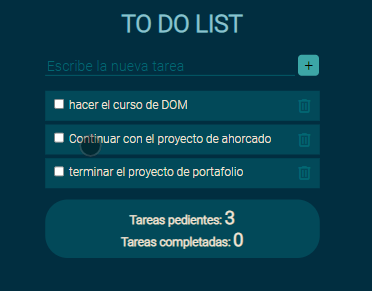 TO DO LIST
Escribe la nueva tarea
+
hacer el curso de DOM
Continuar con el proyecto de ahorcado
terminar el proyecto de portafolio
Tareas pedientes: 3
Tareas completadas: 0